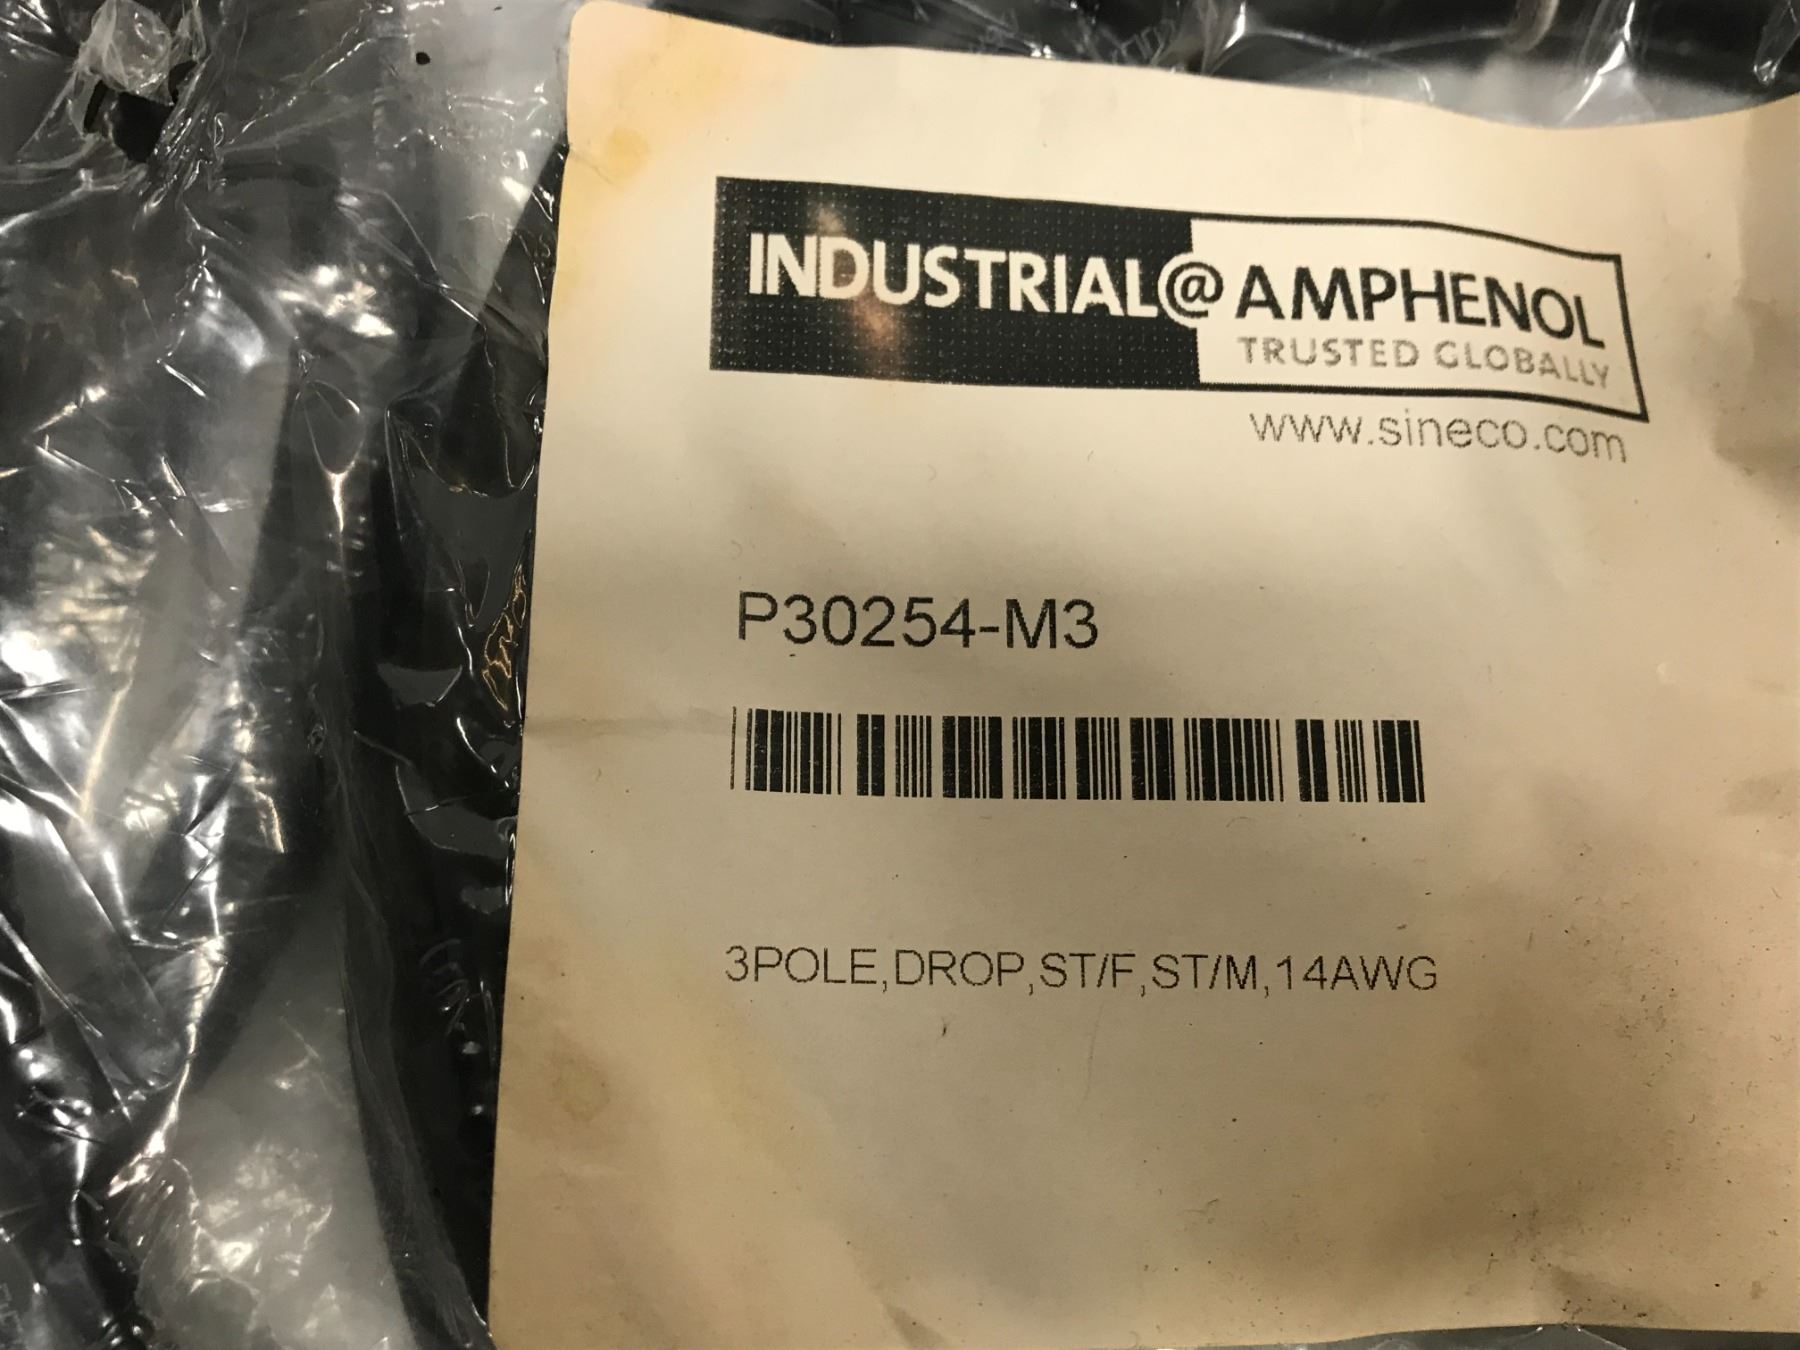 INDUSTRIAL@AMPHENOL
TRUSTED GLOBALLY
www.sineco.com
P30254-M3
3POLE,DROP,ST/F,ST/M,14AWG